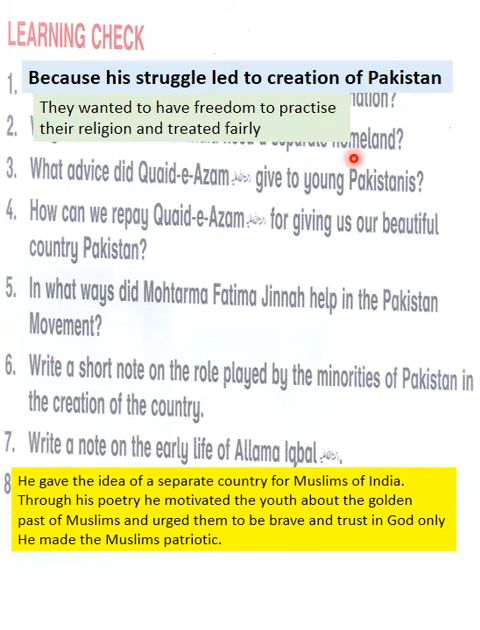 LEARNING CHECK
1. Because his struggle led to creation of Pakistan
They wanted to have freedom to practise
2. their religion and treated fairly homeland?
3. What advice did Quaid-e-Azam give to young Pakistanis?
4. How can we repay Quaid-e-Azam for giving us our beautiful
country Pakistan?
5. In what ways did Mohtarma Fatima Jinnah help in the Pakistan
Movement?
6. Write a short note on the role played by the minorities of Pakistan in
the creation of the country.
7. Write a note on the early life of Allama Iqbal .
8
He gave the idea of a separate country for Muslims of India.
Through his poetry he motivated the youth about the golden
past of Muslims and urged them to be brave and trust in God only
He made the Muslims patriotic.